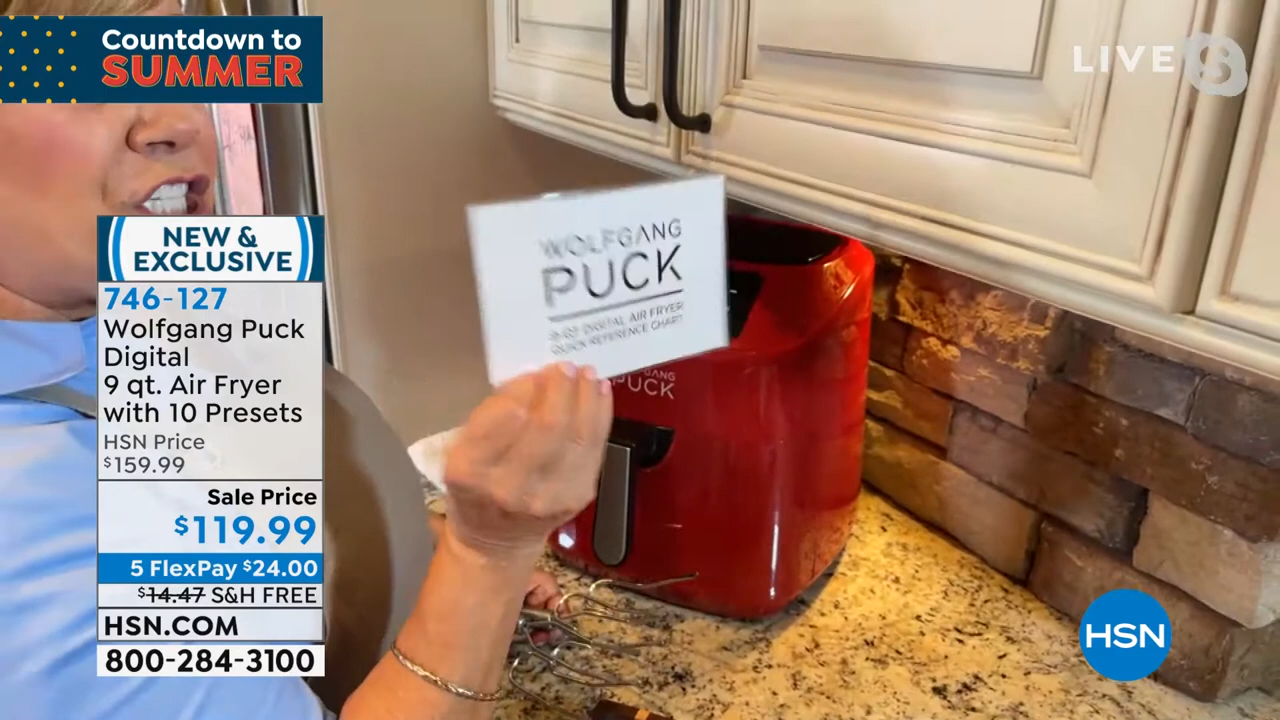 Countdown to
SUMMER
LIVE S
NEW &
EXCLUSIVE
746-127
Wolfgang Puck
Digital
9 qt. Air Fryer
with 10 Presets
HSN Price
$159.99
Sale Price
$119.99
5 FlexPay $24.00
$14.47 S&H FREE
HSN.COM
800-284-3100
WOLFGANG
PUCK
DIGITAL AIR FRYER
QUICK REFERENCE CHART
PUCK
HSN